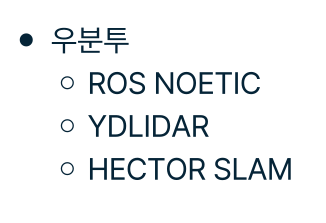 • 우분투
○ ROS NOETIC
○ YDLIDAR
○ HECTOR SLAM